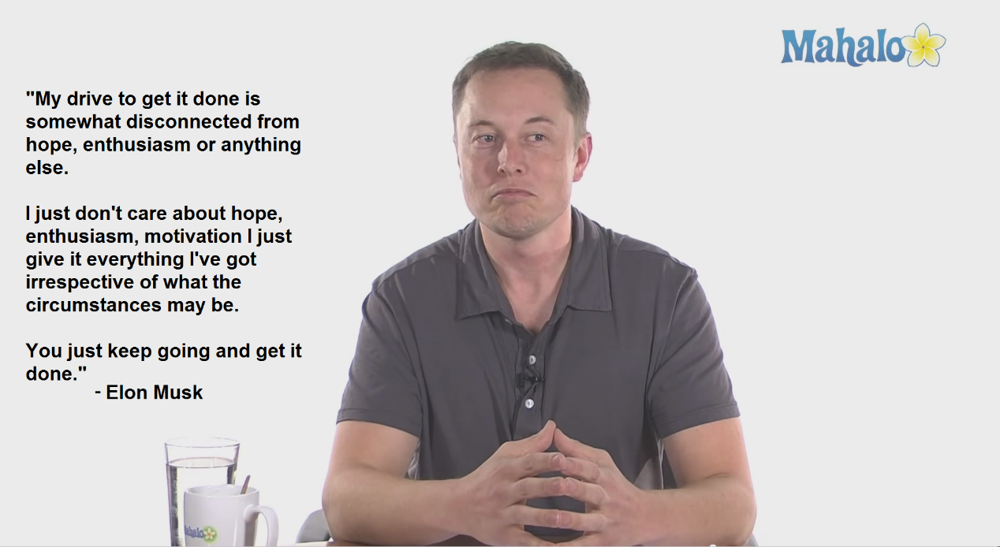 Mahalo
"My drive to get it done is
somewhat disconnected from
hope, enthusiasm or anything
else.
I just don't care about hope,
enthusiasm, motivation I just
give it everything I've got
irrespective of what the
circumstances may be.
You just keep going and get it
done."
- Elon Musk
ahalo